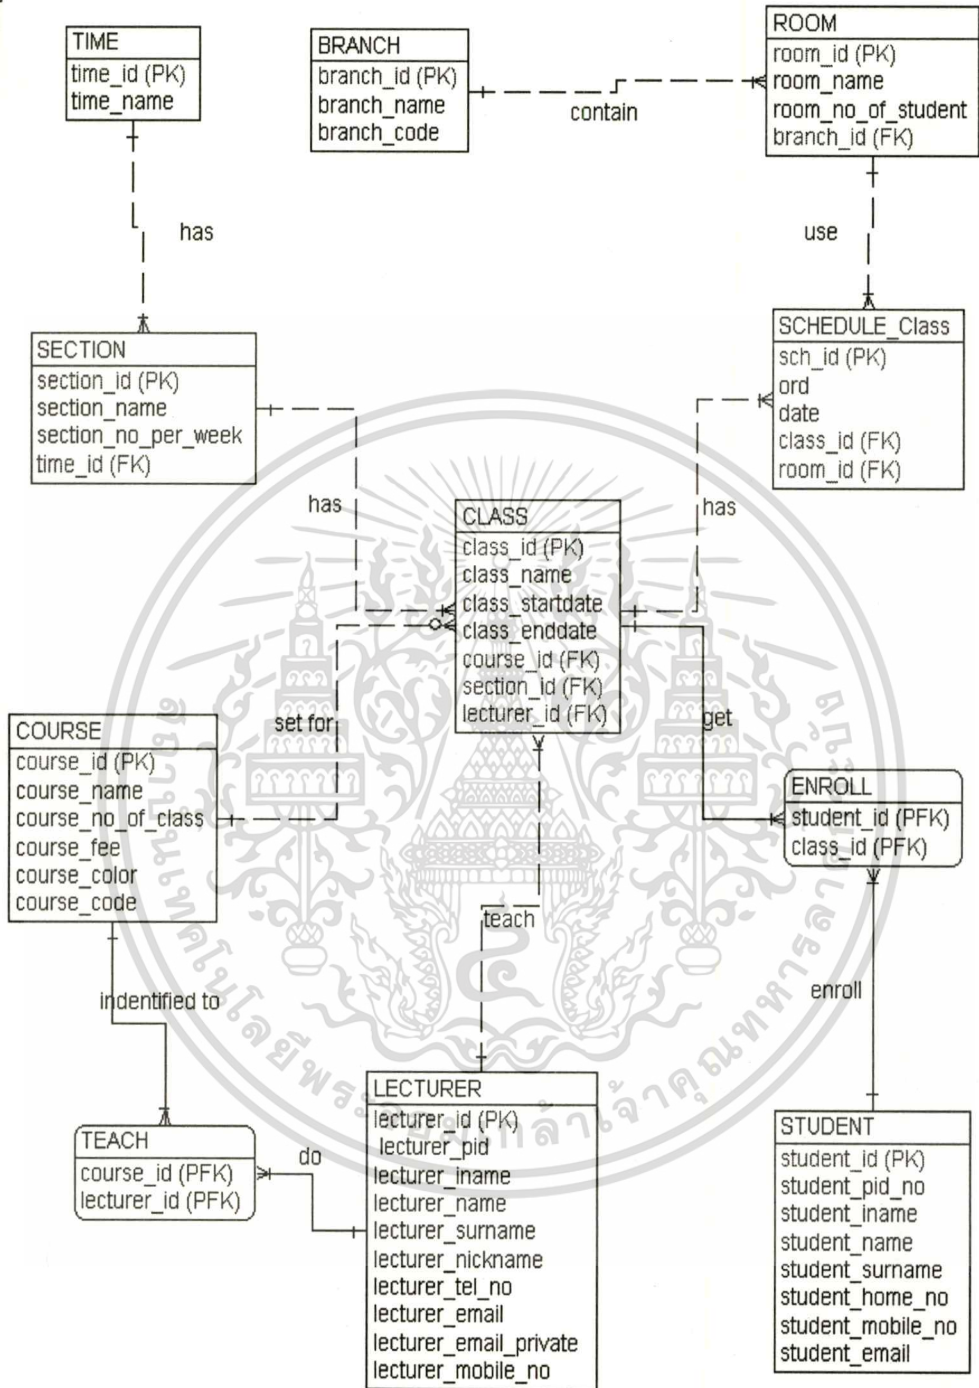 TIME
time_id (PK)
time_name
BRANCH
branch_id (PK)
branch_name
branch_code
contain
ROOM
room_id (PK)
room_name
room_no_of_student
branch_id (FK)
has
use
SECTION
section_id (PK)
section_name
section_no_per_week
time_id (FK)
SCHEDULE_Class
sch_id (PK)
ord
date
class_id (FK)
room_id (FK)
has
has
CLASS
class_id (PK)
class_name
class_startdate
class_enddate
course_id (FK)
section_id (FK)
lecturer_id (FK)
set for
get
COURSE
course_id (PK)
course_name
course_no_of_class
course_fee
course_color
course_code
ENROLL
student_id (PFK)
class_id (PFK)
teach
indentified to
enroll
TEACH
course_id (PFK)
lecturer_id (PFK)
do
LECTURER
lecturer_id (PK)
lecturer_pid
lecturer_iname
lecturer_name
lecturer_surname
lecturer_nickname
lecturer_tel_no
lecturer_email
lecturer_email_private
lecturer_mobile_no
STUDENT
student_id (PK)
student_pid_no
student_iname
student_name
student_surname
student_home_no
student_mobile_no
student_email